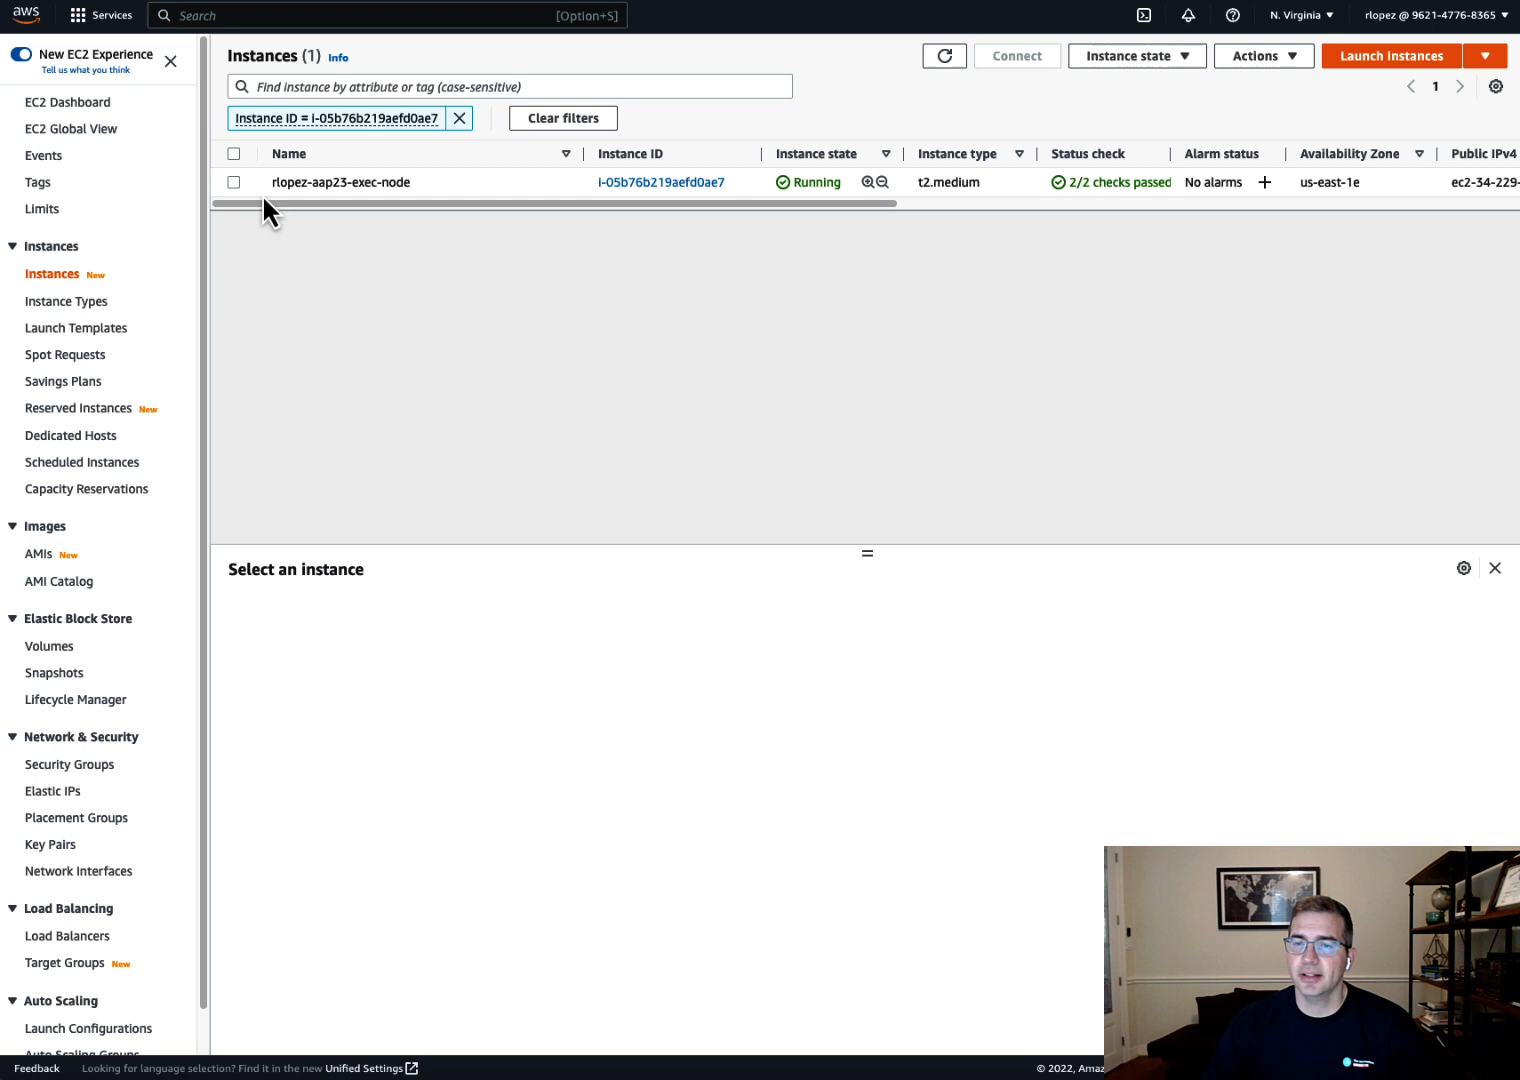 aws
Services
Search
[Option+S]
N. Virginia
rlopez @ 9621-4776-8365
New EC2 Experience
Tell us what you think
EC2 Dashboard
EC2 Global View
Events
Tags
Limits
Instances
Instances New
Instance Types
Launch Templates
Spot Requests
Savings Plans
Reserved Instances New
Dedicated Hosts
Scheduled Instances
Capacity Reservations
Images
AMIs New
AMI Catalog
Elastic Block Store
Volumes
Snapshots
Lifecycle Manager
Network & Security
Security Groups
Elastic IPs
Placement Groups
Key Pairs
Network Interfaces
Load Balancing
Load Balancers
Target Groups New
Auto Scaling
Launch Configurations
Auto Scaling Groups
Instances (1) Info
Connect
Instance state
Actions
Launch instances
Find instance by attribute or tag (case-sensitive)
1
Instance ID = i-05b76b219aefd0ae7
Clear filters
Name Instance ID Instance state Instance type Status check Alarm status Availability Zone Public IPv4
rlopez-aap23-exec-node i-05b76b219aefd0ae7 Running t2.medium 2/2 checks passed No alarms us-east-1e ec2-34-229-
Select an instance
Feedback
Looking for language selection? Find it in the new Unified Settings
© 2022, Amaz